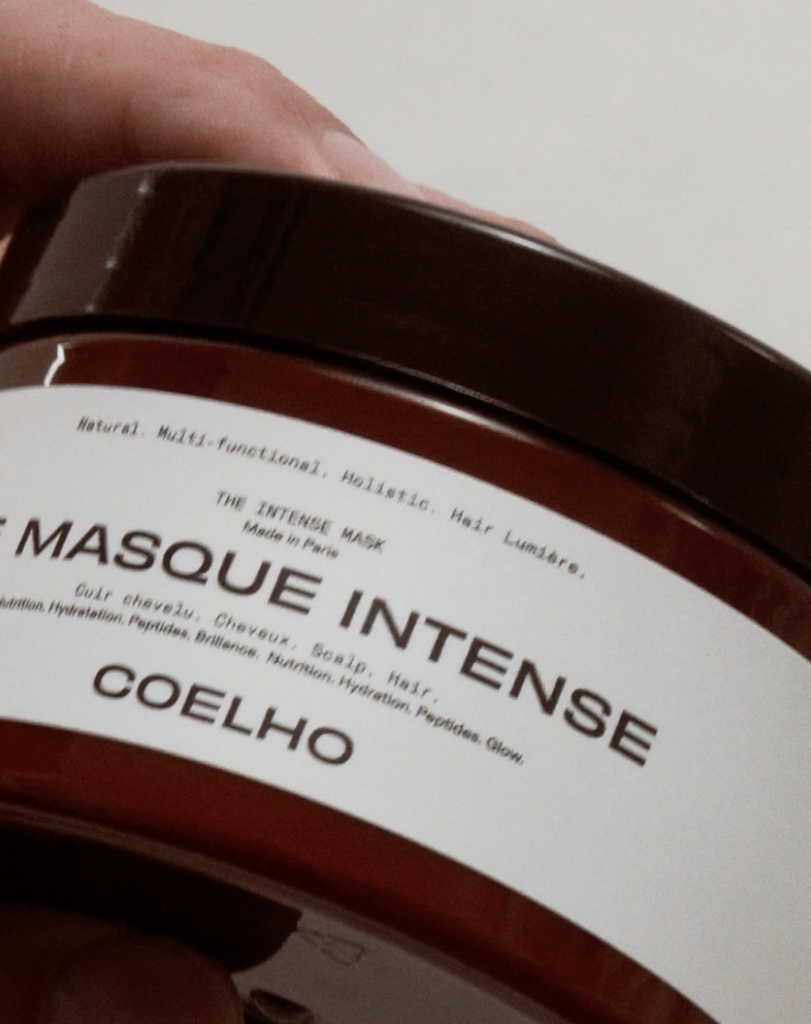 Natural. Multi-functional. Holistic. Hair Lumière.
THE INTENSE MASK
Made in Paris
MASQUE INTENSE
Cuir chevelu. Cheveux. Scalp. Hair.
Hydratation. Peptides. Brillance. Nutrition. Hydration. Peptides. Glow.
COELHO